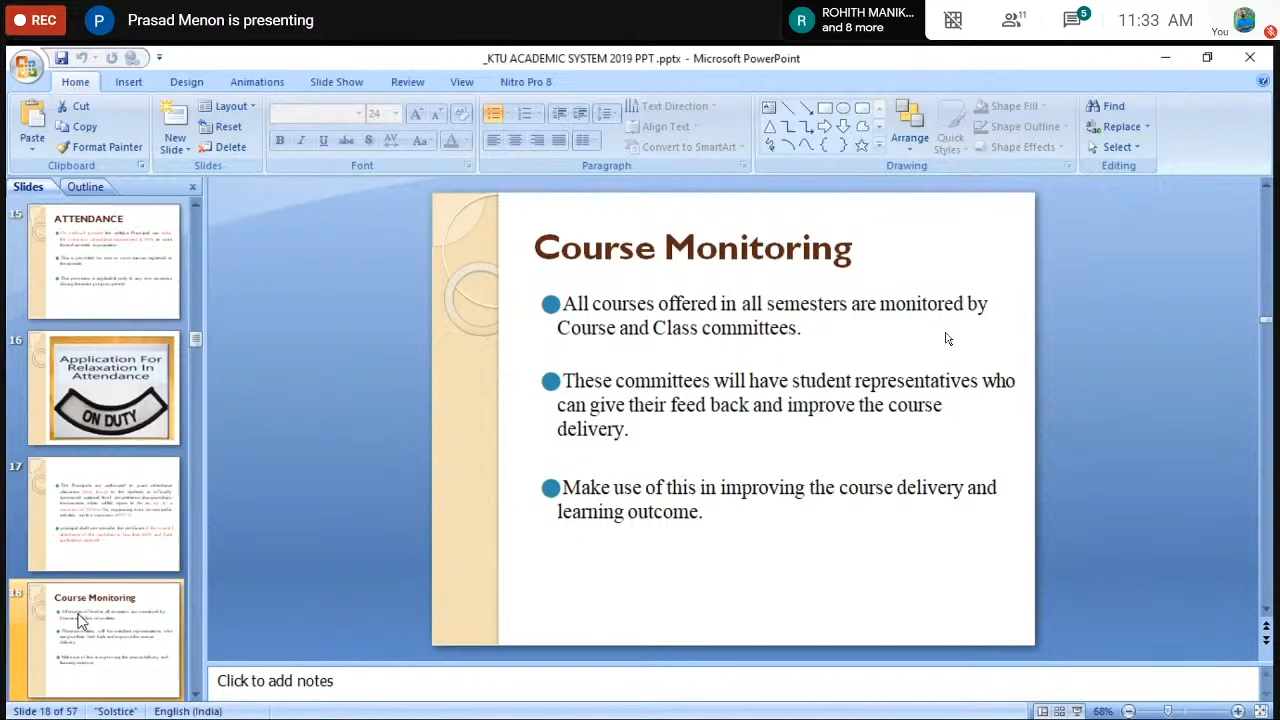 REC
P
Prasad Menon is presenting
R
ROHITH MANIK...
and 8 more
11
5
11:33 AM
You
_KTU ACADEMIC SYSTEM 2019 PPT .pptx - Microsoft PowerPoint
Home
Insert
Design
Animations
Slide Show
Review
View
Nitro Pro 8
Paste
Cut
Copy
Format Painter
Clipboard
New
Slide
Layout
Reset
Delete
Slides
24
Font
Text Direction
Align Text
Convert to SmartArt
Paragraph
Arrange
Quick
Styles
Shape Fill
Shape Outline
Shape Effects
Drawing
Find
Replace
Select
Editing
Slides
Outline
15
ATTENDANCE
16
Application For
Relaxation In
Attendance
ON DUTY
17
18
Course Monitoring
Course Monitoring
All courses offered in all semesters are monitored by
Course and Class committees.
These committees will have student representatives who
can give their feed back and improve the course
delivery.
Make use of this in improving the course delivery and
learning outcome.
Click to add notes
Slide 18 of 57
"Solstice"
English (India)
68%